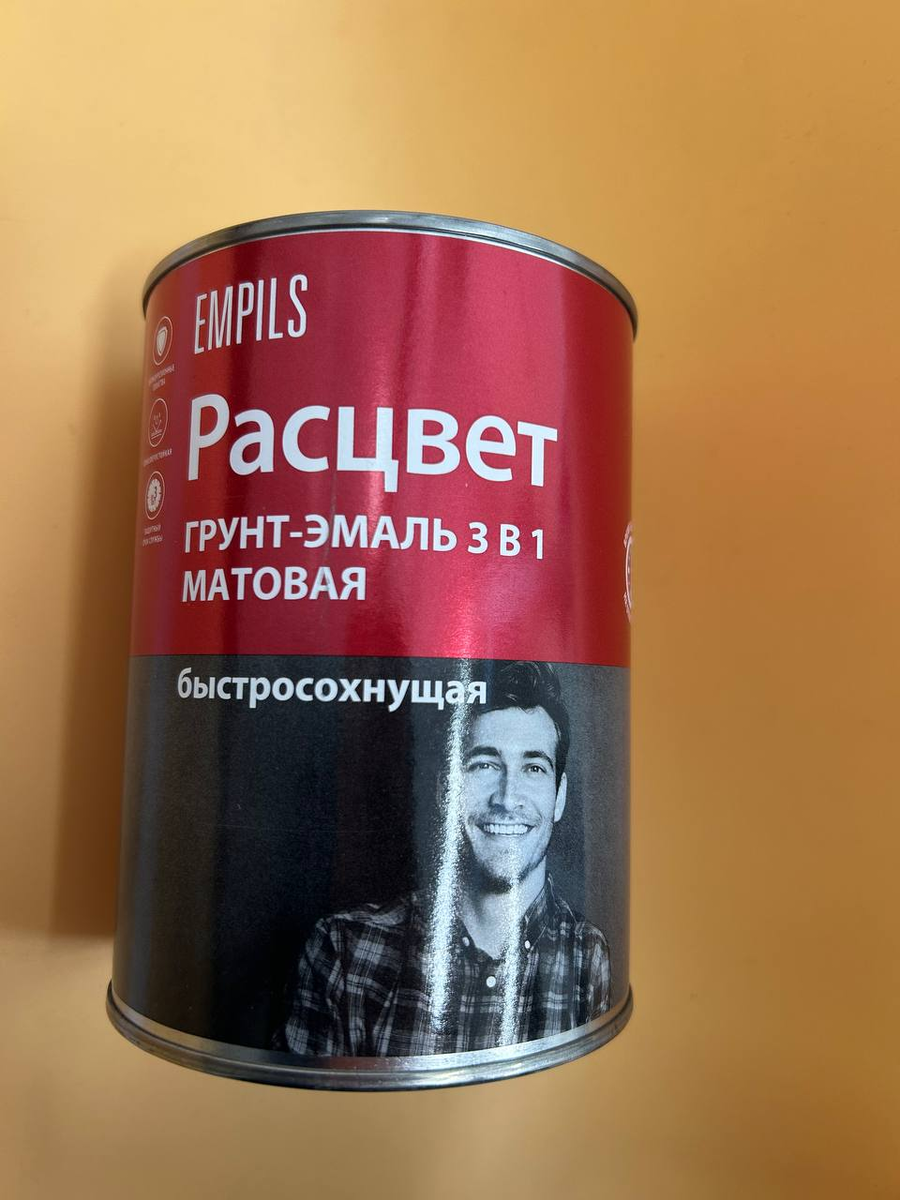 EMPILS
Расцвет
ГРУНТ-ЭМАЛЬ 3 В 1
МАТОВАЯ
быстросохнущая